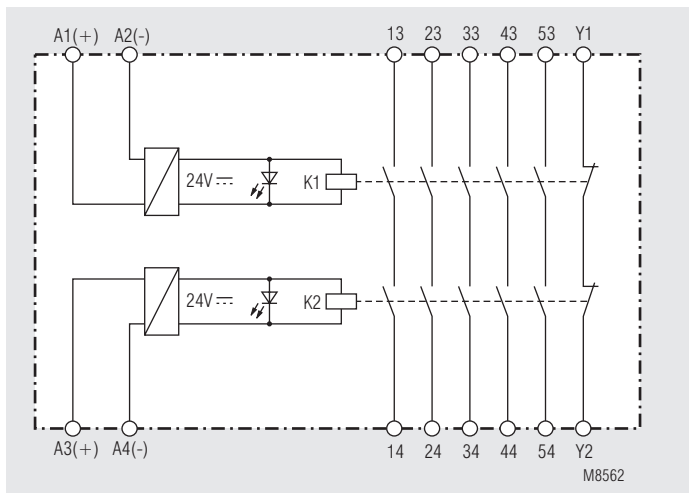 A1(+) A2(-) 13 23 33 43 53 Y1
24V K1
24V K2
A3(+) A4(-) 14 24 34 44 54 Y2
M8562